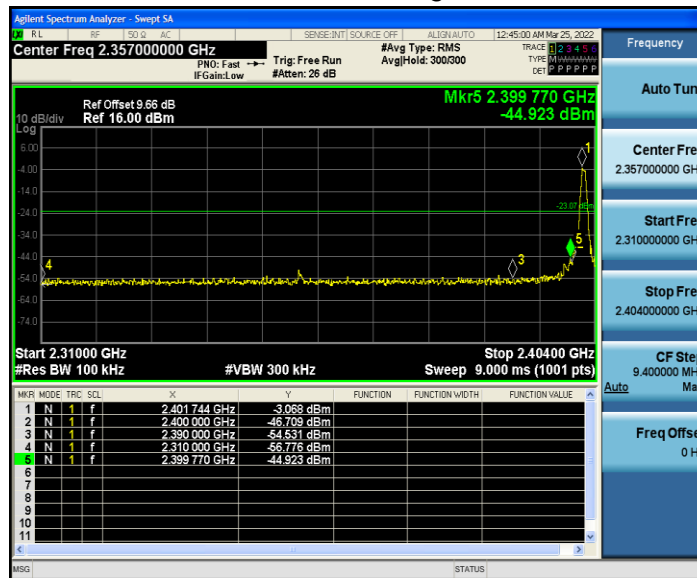 Agilent Spectrum Analyzer - Swept SA
RL RF 50 Ω AC SENSE:INT SOURCE OFF ALIGN AUTO 12:45:00 AM Mar 25, 2022
Center Freq 2.357000000 GHz
PNO: Fast
IFGain:Low
Trig: Free Run
#Atten: 26 dB
#Avg Type: RMS
Avg|Hold: 300/300
TRACE 1 2 3 4 5 6
TYPE M
DET P P P P P P
Ref Offset 9.66 dB
10 dB/div Ref 16.00 dBm
Log
Mkr5 2.399 770 GHz
-44.923 dBm
6.00
-4.00
-14.0
-24.0
-34.0
-44.0
-54.0
-64.0
-74.0
-23.07 dBm
1
5
3
4
Start 2.31000 GHz Stop 2.40400 GHz
#Res BW 100 kHz #VBW 300 kHz Sweep 9.000 ms (1001 pts)
MKR MODE TRC SCL X Y FUNCTION FUNCTION WIDTH FUNCTION VALUE
1 N 1 f 2.401 744 GHz -3.068 dBm
2 N 1 f 2.400 000 GHz -46.709 dBm
3 N 1 f 2.390 000 GHz -54.531 dBm
4 N 1 f 2.310 000 GHz -56.776 dBm
5 N 1 f 2.399 770 GHz -44.923 dBm
6
7
8
9
10
11
MSG STATUS
Frequency
Auto Tun
Center Fre
2.357000000 GH
Start Fre
2.310000000 GH
Stop Fre
2.404000000 GH
CF Ste
9.400000 MH
Auto Ma
Freq Offse
0 H